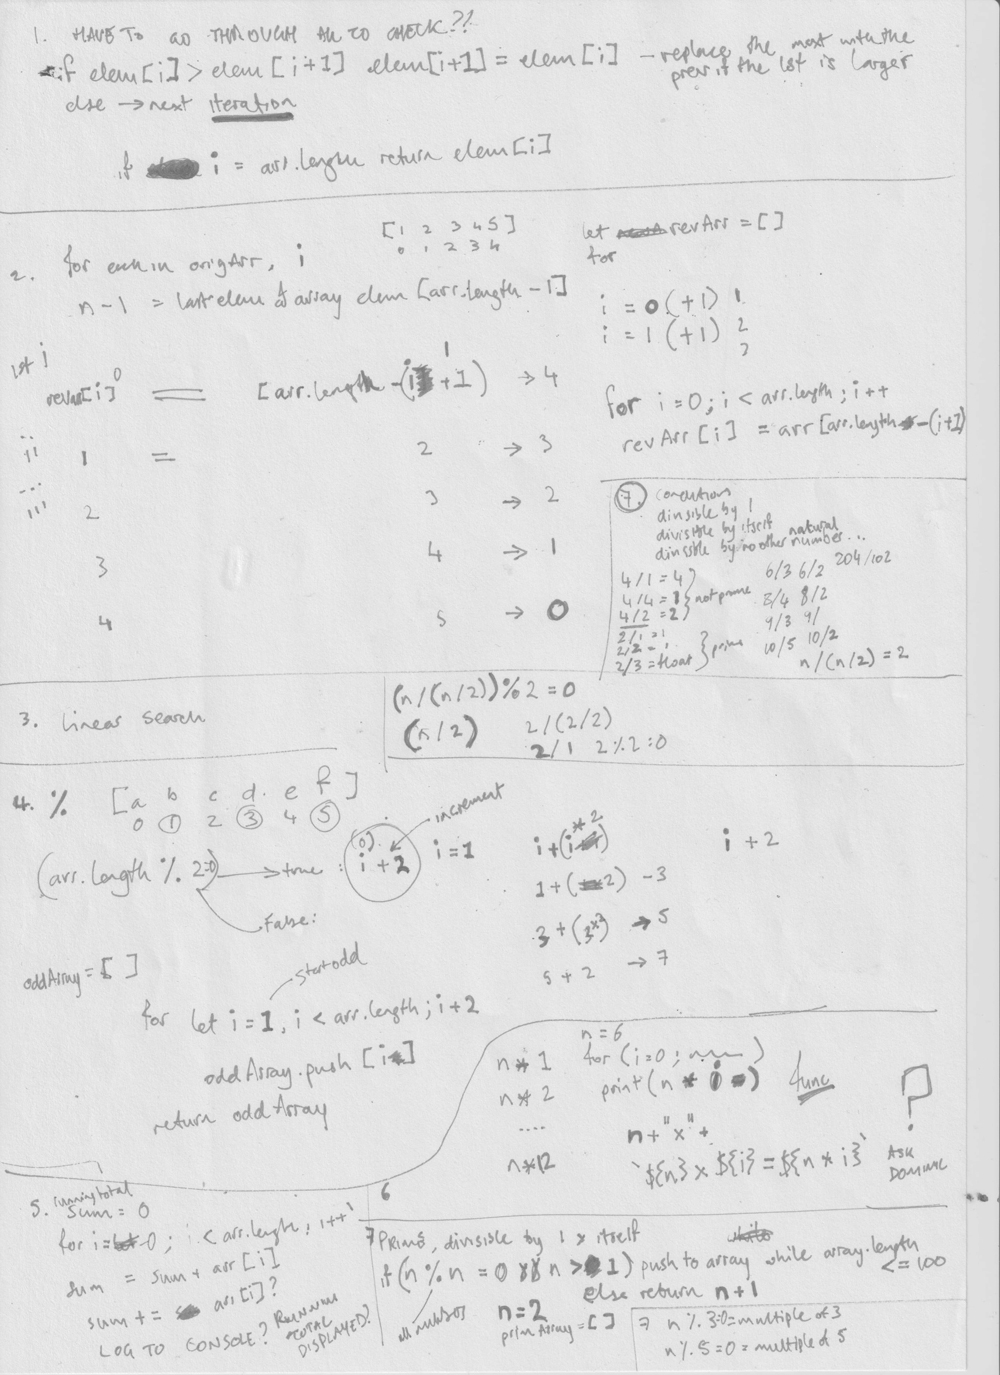 1. HAVE TO GO THROUGH ALL TO CHECK??
if elem[i] > elem[i+1] elem[i+1] = elem[i] - replace the next with the
prev if the 1st is larger
else → next iteration
if i = arr.length return elem[i]
2. for each in origArr, i
[1 2 3 4 5]
0 1 2 3 4
n-1 = last elem of array elem[arr.length -1]
let revArr = []
for
i = 0 (+1) 1
i = 1 (+1) 2
3
1st i
revarr[i] 0 = [arr.length -(i+1) 1 → 4
ii 1 = 2 → 3
iii 2 3 → 2
3 4 → 1
4 5 → 0
for i=0; i < arr.length; i++
revArr[i] = arr[arr.length -(i+1)]
7. conditions
divisible by 1
divisible by itself
divisible by no other natural number...
4/1 = 4
4/4 = 1 } not prime
4/2 = 2
2/1 = 1
2/2 = 1 } prime
2/3 = float
6/3 6/2 204/102
8/4 8/2
9/3 9/
10/5 10/2
n/(n/2) = 2
3. linear search
(n/(n/2))%2 = 0
(n/2) 2/(2/2)
2/1 2%2=0
4. % [a b c d e f]
0 1 2 3 4 5
(arr.length % 2=0) → true: (0) i+2 i=1
increment
False:
i+(i*2) i + 2
1+(2) -3
3+(3*2) → 5
5+2 → 7
oddArray = []
start odd
for let i=1, i < arr.length; i+2
oddArray.push [i]
return oddArray
n=6
n*1 for (i=0; )
n*2 print(n * i) func
....
n*12 n+"x"+
`${n} x ${i} = ${n * i}`
?
ASK
DOMINIC
5. running total
sum = 0
for i=0; i < arr.length; i++
sum = sum + arr[i]
sum += arr[i]?
LOG TO CONSOLE? RUNNING
TOTAL
DISPLAYED?
6
7 PRIMES, divisible by 1 x itself
if (n%n = 0 && n > 1) push to array while array.length
<= 100
else return n+1
all numbers
n=2
primArray = []
7 n%3=0=multiple of 3
n%5=0=multiple of 5